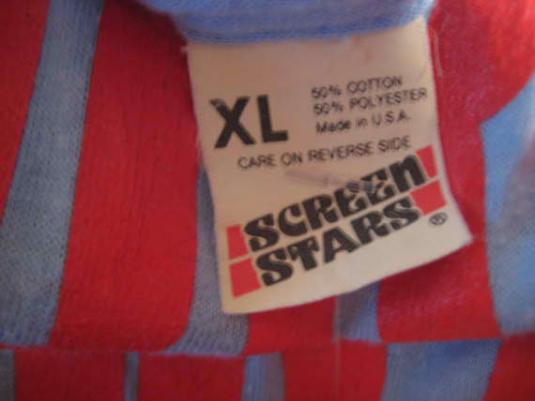 XL
50% COTTON
50% POLYESTER
Made in U.S.A.
CARE ON REVERSE SIDE
SCREEN
STARS ®